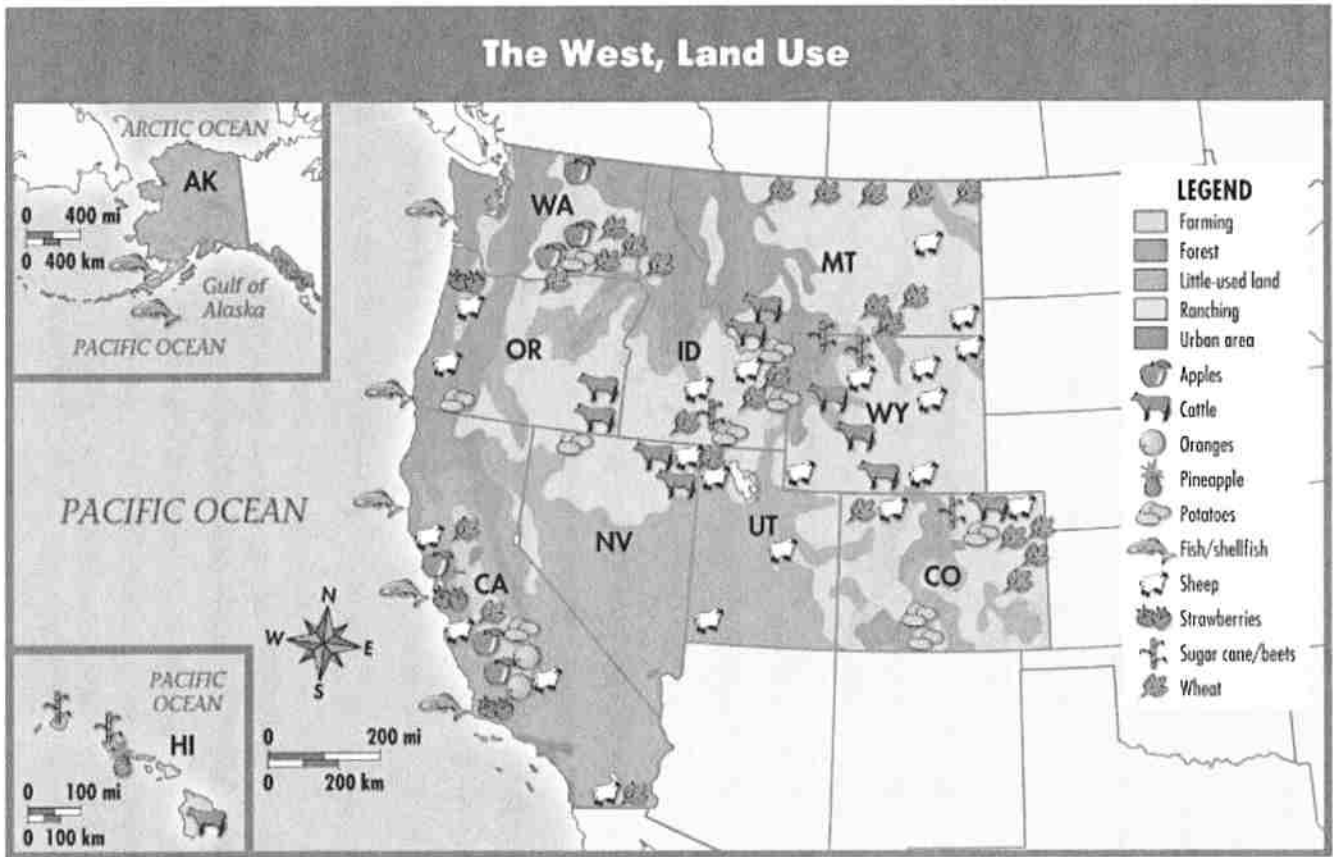 The West, Land Use
ARCTIC OCEAN
AK
0 400 mi
0 400 km
Gulf of
Alaska
PACIFIC OCEAN
WA
MT
OR
ID
WY
NV
UT
CO
CA
PACIFIC OCEAN
N
W E
S
0 200 mi
0 200 km
PACIFIC
OCEAN
HI
0 100 mi
0 100 km
LEGEND
Farming
Forest
Little-used land
Ranching
Urban area
Apples
Cattle
Oranges
Pineapple
Potatoes
Fish/shellfish
Sheep
Strawberries
Sugar cane/beets
Wheat